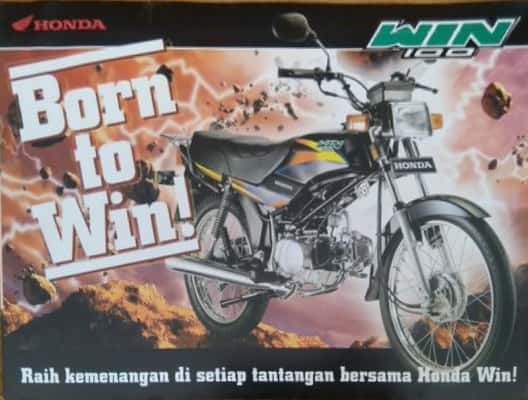 HONDA
WIN
100
Born
to
Win!
HONDA
Raih kemenangan di setiap tantangan bersama Honda Win!